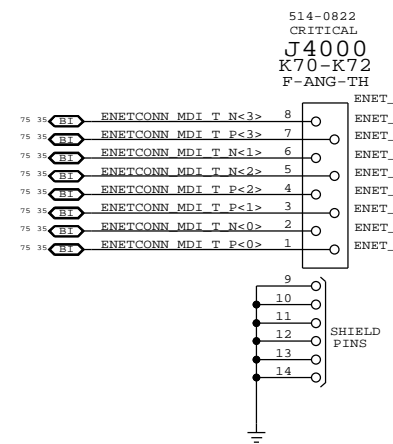 514-0822
CRITICAL
J4000
K70-K72
F-ANG-TH
ENET_
75 35 BI ENETCONN_MDI_T_N<3> 8 ENET_
75 35 BI ENETCONN_MDI_T_P<3> 7 ENET_
75 35 BI ENETCONN_MDI_T_N<1> 6 ENET_
75 35 BI ENETCONN_MDI_T_N<2> 5 ENET_
75 35 BI ENETCONN_MDI_T_P<2> 4 ENET_
75 35 BI ENETCONN_MDI_T_P<1> 3 ENET_
75 35 BI ENETCONN_MDI_T_N<0> 2 ENET_
75 35 BI ENETCONN_MDI_T_P<0> 1 ENET_
9
10
11
12
13
14
SHIELD
PINS